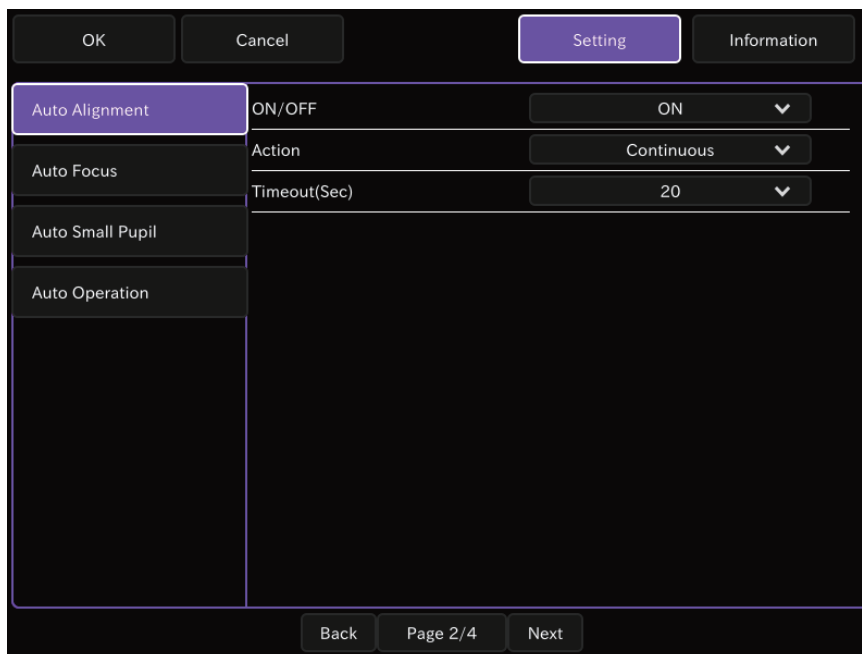 OK Cancel Setting Information
Auto Alignment
Auto Focus
Auto Small Pupil
Auto Operation
ON/OFF ON
Action Continuous
Timeout(Sec) 20
Back Page 2/4 Next